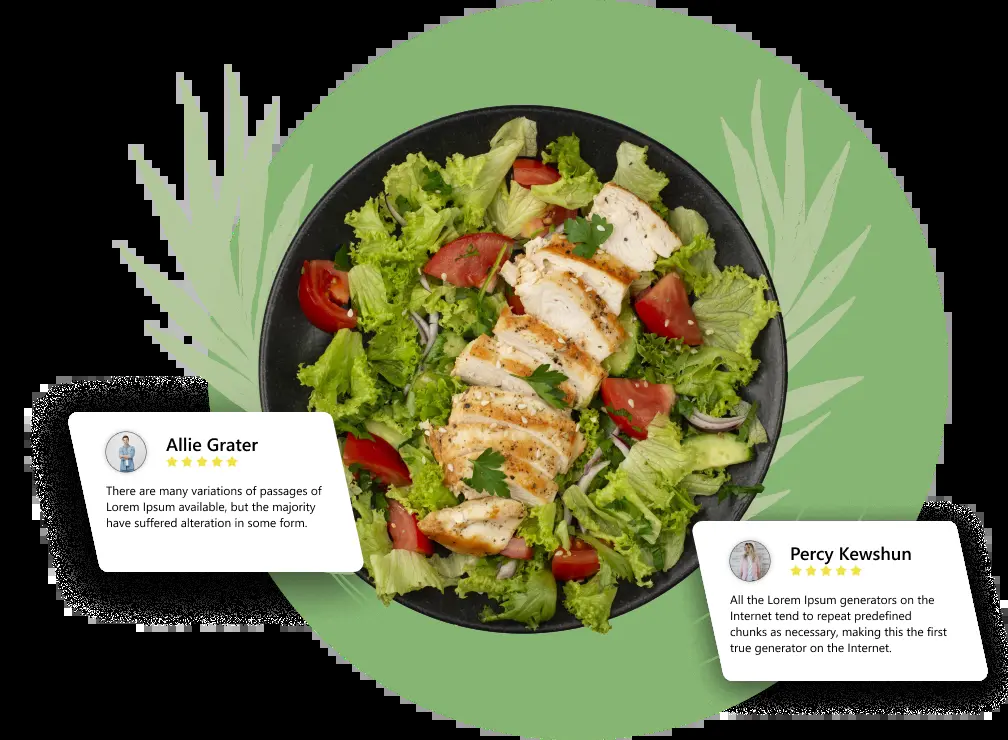 Allie Grater
There are many variations of passages of
Lorem Ipsum available, but the majority
have suffered alteration in some form.
Percy Kewshun
All the Lorem Ipsum generators on the
Internet tend to repeat predefined
chunks as necessary, making this the first
true generator on the Internet.